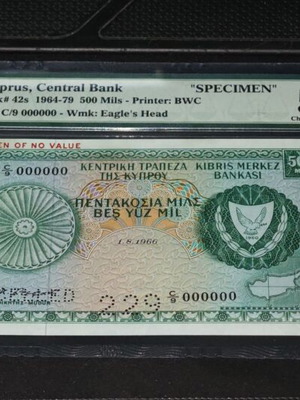 prus, Central Bank "SPECIMEN"
k# 42s 1964-79 500 Mils - Printer: BWC
C/9 000000 - Wmk: Eagle's Head
EN OF NO VALUE
C/9 000000
ΚΕΝΤΡΙΚΗ ΤΡΑΠΕΖΑ ΤΗΣ ΚΥΠΡΟΥ
KIBRIS MERKEZ BANKASI
ΠΕΝΤΑΚΟΣΙΑ ΜΙΛΣ
BEŞ YÜZ MİL
1.8.1966
C/9 000000
229